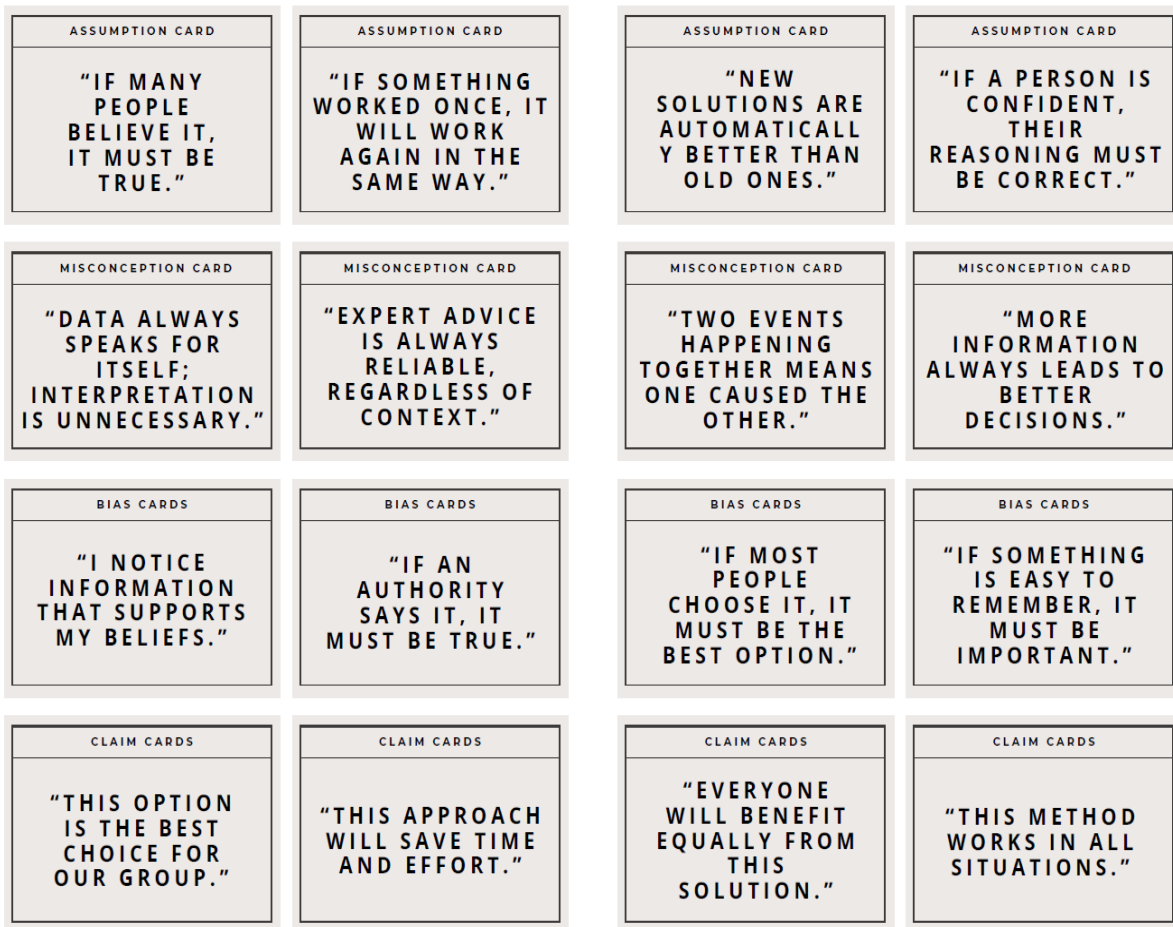 ASSUMPTION CARD
“IF MANY
PEOPLE
BELIEVE IT,
IT MUST BE
TRUE.”
ASSUMPTION CARD
“IF SOMETHING
WORKED ONCE, IT
WILL WORK
AGAIN IN THE
SAME WAY.”
ASSUMPTION CARD
“NEW
SOLUTIONS ARE
AUTOMATICALL
Y BETTER THAN
OLD ONES.”
ASSUMPTION CARD
“IF A PERSON IS
CONFIDENT,
THEIR
REASONING MUST
BE CORRECT.”
MISCONCEPTION CARD
“DATA ALWAYS
SPEAKS FOR
ITSELF;
INTERPRETATION
IS UNNECESSARY.”
MISCONCEPTION CARD
“EXPERT ADVICE
IS ALWAYS
RELIABLE,
REGARDLESS OF
CONTEXT.”
MISCONCEPTION CARD
“TWO EVENTS
HAPPENING
TOGETHER MEANS
ONE CAUSED THE
OTHER.”
MISCONCEPTION CARD
“MORE
INFORMATION
ALWAYS LEADS TO
BETTER
DECISIONS.”
BIAS CARDS
“I NOTICE
INFORMATION
THAT SUPPORTS
MY BELIEFS.”
BIAS CARDS
“IF AN
AUTHORITY
SAYS IT, IT
MUST BE TRUE.”
BIAS CARDS
“IF MOST
PEOPLE
CHOOSE IT, IT
MUST BE THE
BEST OPTION.”
BIAS CARDS
“IF SOMETHING
IS EASY TO
REMEMBER, IT
MUST BE
IMPORTANT.”
CLAIM CARDS
“THIS OPTION
IS THE BEST
CHOICE FOR
OUR GROUP.”
CLAIM CARDS
“THIS APPROACH
WILL SAVE TIME
AND EFFORT.”
CLAIM CARDS
“EVERYONE
WILL BENEFIT
EQUALLY FROM
THIS
SOLUTION.”
CLAIM CARDS
“THIS METHOD
WORKS IN ALL
SITUATIONS.”